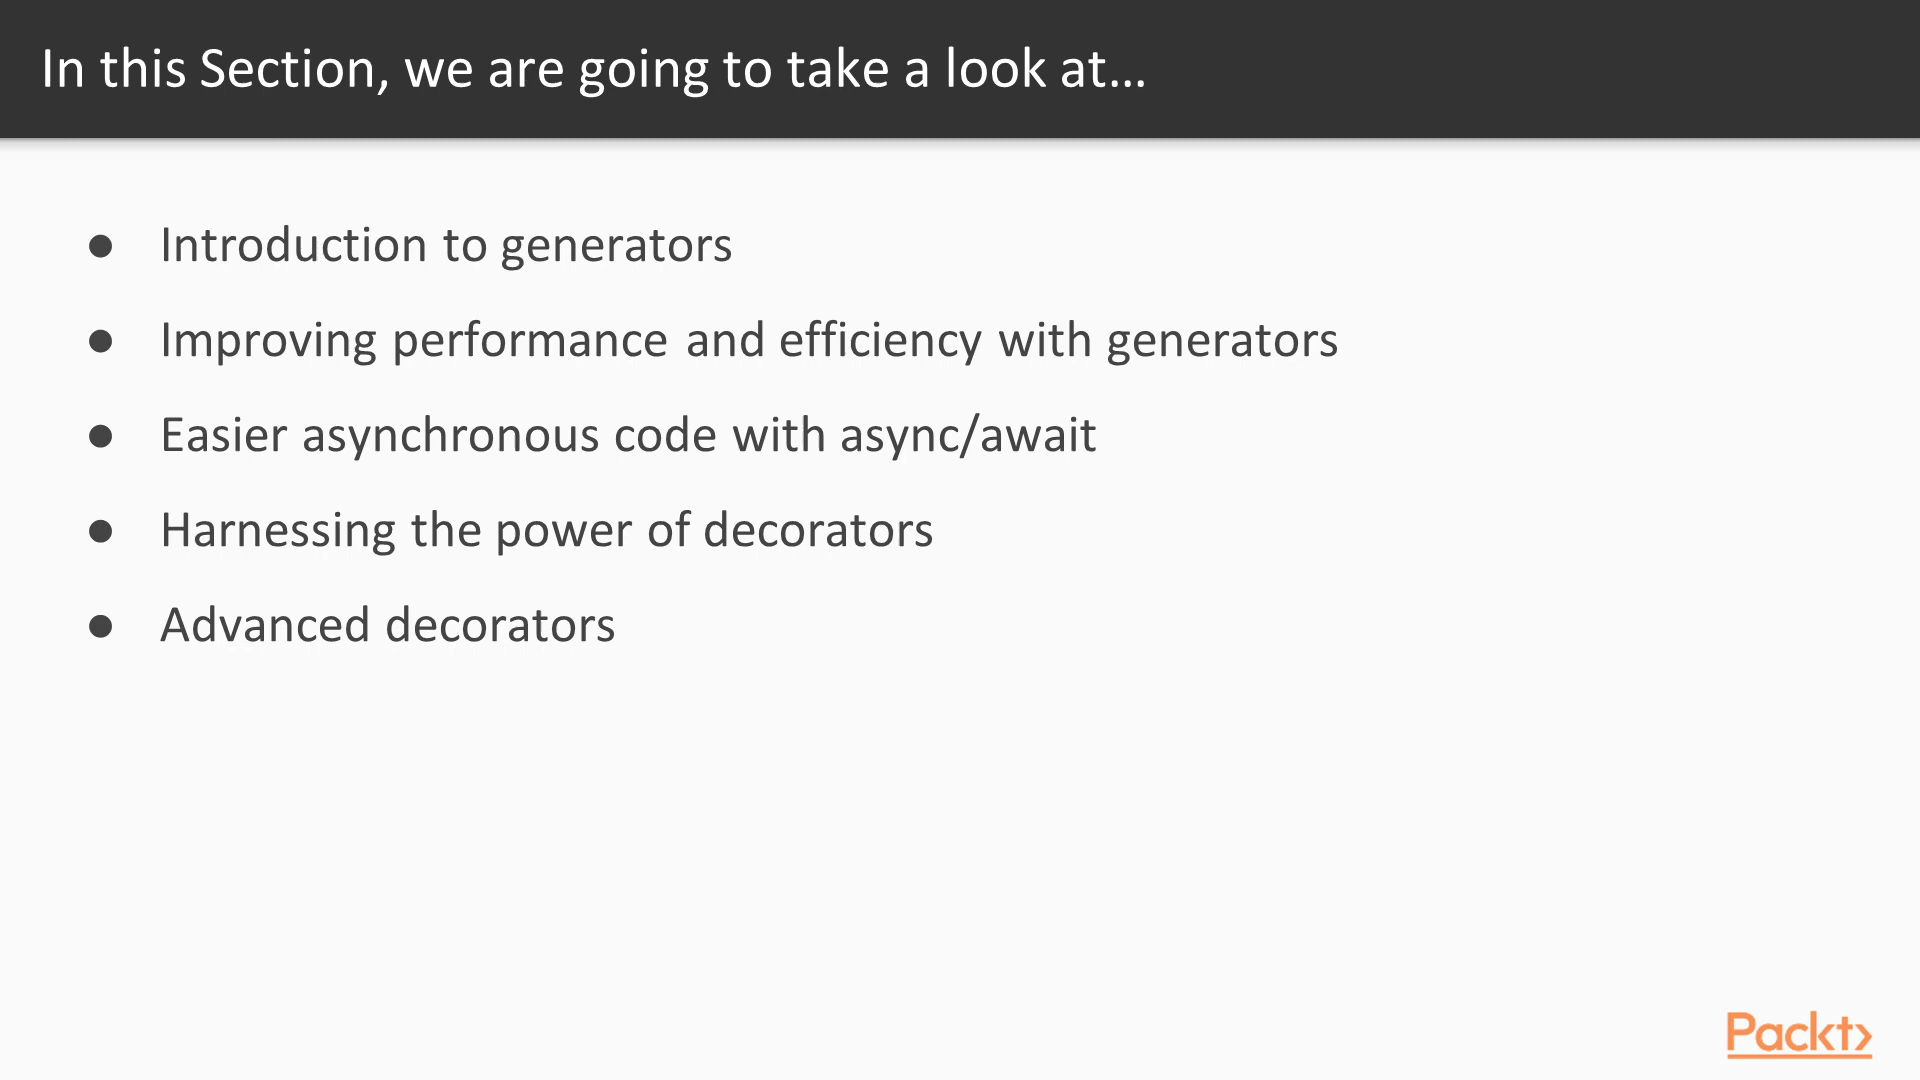 In this Section, we are going to take a look at…
● Introduction to generators
● Improving performance and efficiency with generators
● Easier asynchronous code with async/await
● Harnessing the power of decorators
● Advanced decorators
Packt>